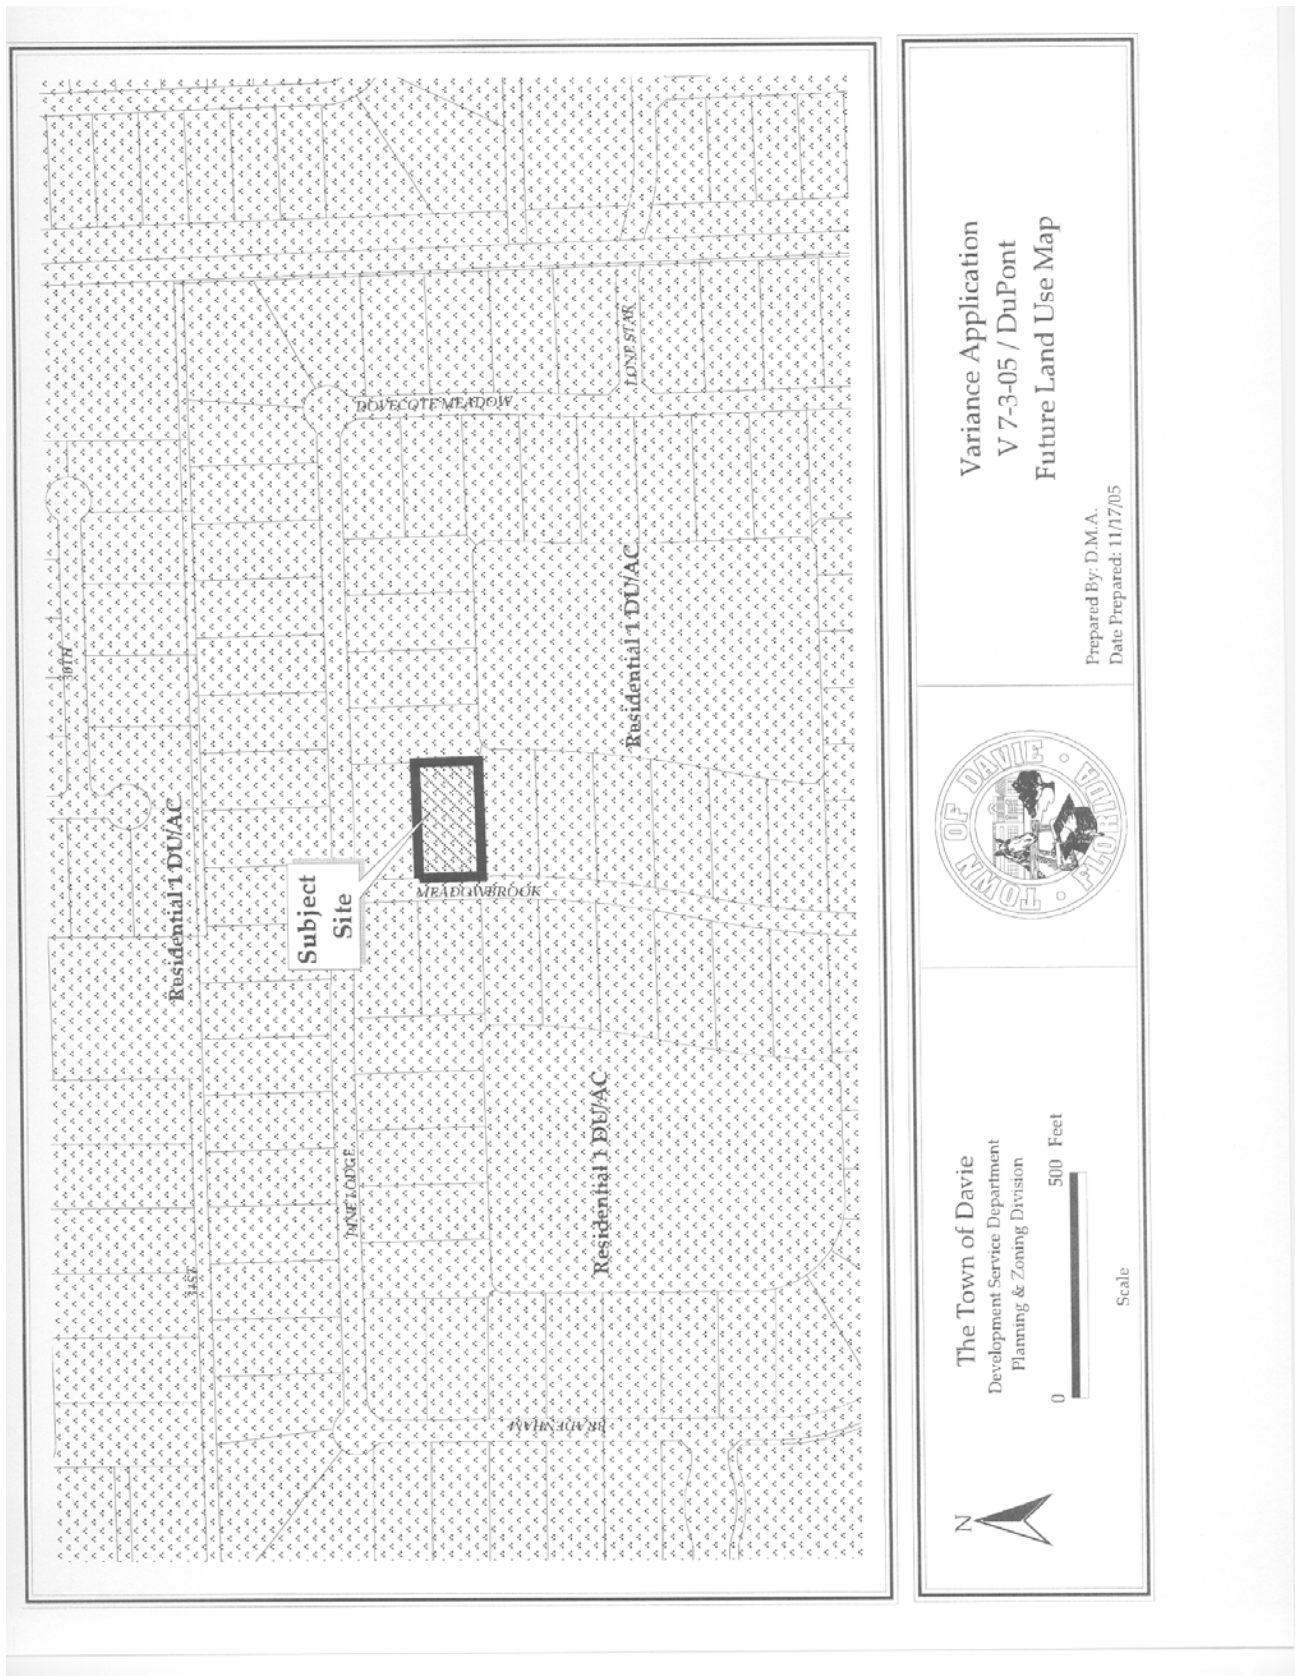 30TH
Residential 1 DU/AC
31ST
Subject
Site
PINE LODGE
DOVECOTE MEADOW
MEADOWBROOK
BRADENHAM
LONE STAR
Residential 1 DU/AC
Residential 1 DU/AC
N
The Town of Davie
Development Service Department
Planning & Zoning Division
0 500 Feet
Scale
TOWN OF DAVIE · FLORIDA ·
Variance Application
V 7-3-05 / DuPont
Future Land Use Map
Prepared By: D.M.A.
Date Prepared: 11/17/05